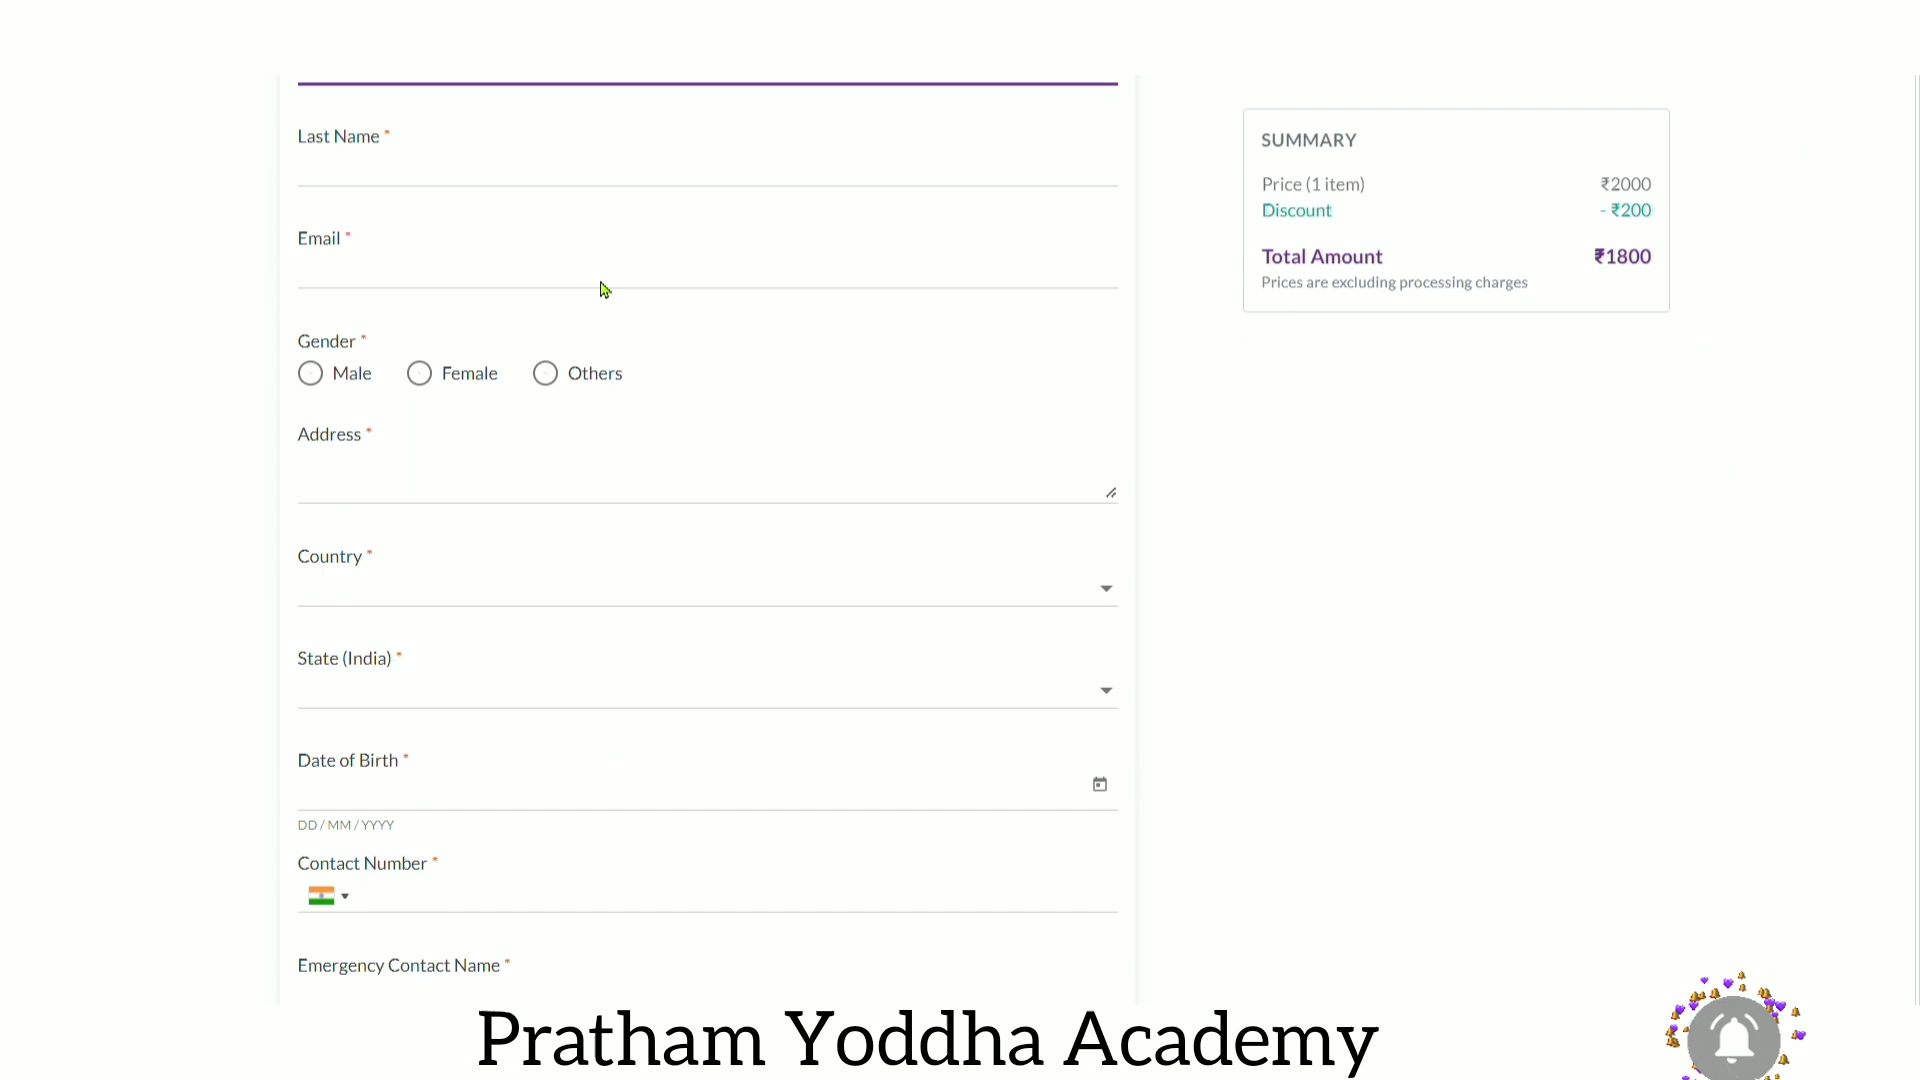 Last Name *
Email *
Gender *
Male Female Others
Address *
Country *
State (India) *
Date of Birth *
DD / MM / YYYY
Contact Number *
Emergency Contact Name *
SUMMARY
Price (1 item) ₹2000
Discount - ₹200
Total Amount ₹1800
Prices are excluding processing charges
Pratham Yoddha Academy